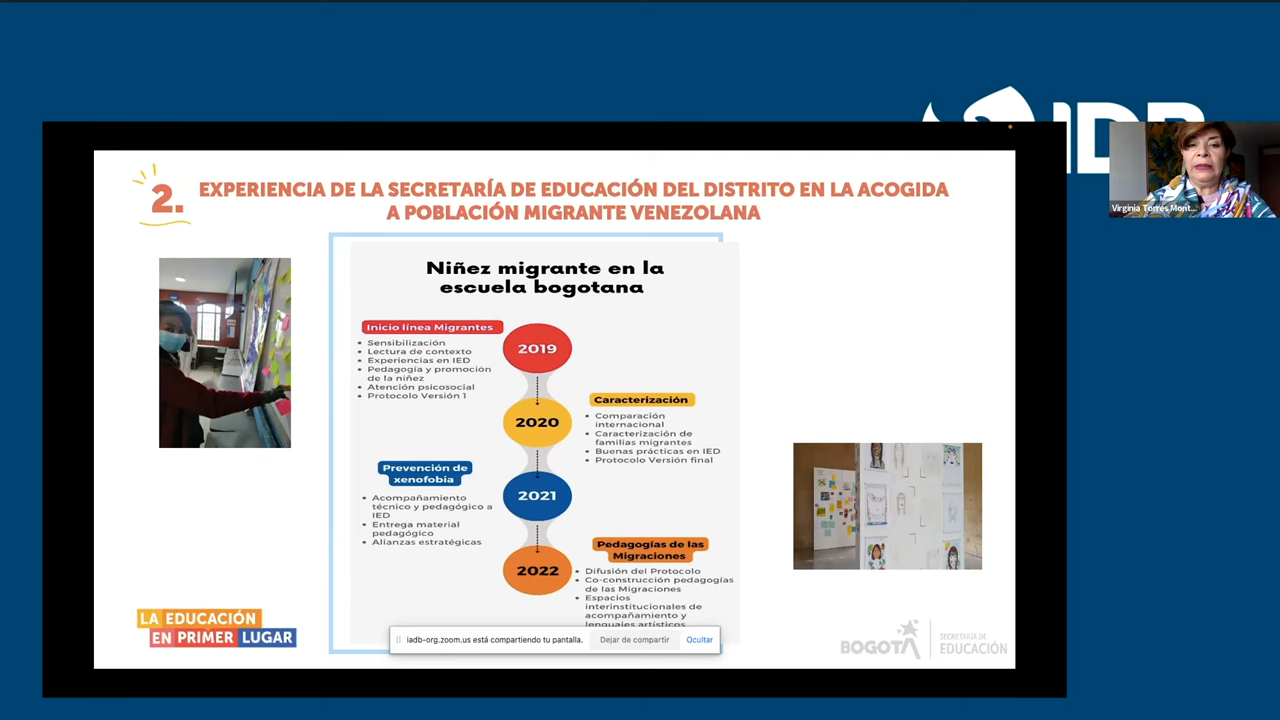 IDB
2.
EXPERIENCIA DE LA SECRETARÍA DE EDUCACIÓN DEL DISTRITO EN LA ACOGIDA
A POBLACIÓN MIGRANTE VENEZOLANA
Virginia Torres Mont...
Niñez migrante en la
escuela bogotana
Inicio línea Migrantes
• Sensibilización
• Lectura de contexto
• Experiencias en IED
• Pedagogía y promoción
de la niñez
• Atención psicosocial
• Protocolo Versión 1
2019
2020
Caracterización
• Comparación
internacional
• Caracterización de
familias migrantes
• Buenas prácticas en IED
• Protocolo Versión final
Prevención de
xenofobia
• Acompañamiento
técnico y pedagógico a
IED
• Entrega material
pedagógico
• Alianzas estratégicas
2021
2022
Pedagogías de las
Migraciones
• Difusión del Protocolo
• Co-construcción pedagogías
de las Migraciones
• Espacios
interinstitucionales de
acompañamiento y
lenguajes artísticos
LA EDUCACIÓN
EN PRIMER LUGAR
iadb-org.zoom.us está compartiendo tu pantalla.
Dejar de compartir
Ocultar
BOGOTÁ
SECRETARÍA DE
EDUCACIÓN